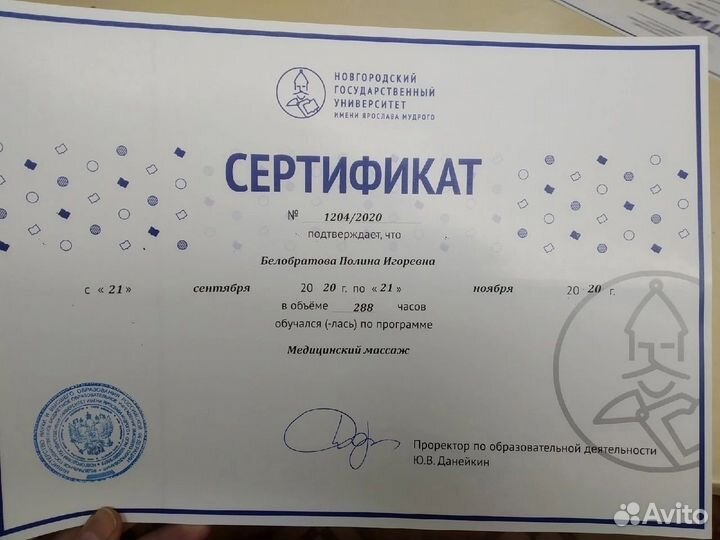 НОВГОРОДСКИЙ
ГОСУДАРСТВЕННЫЙ
УНИВЕРСИТЕТ
ИМЕНИ ЯРОСЛАВА МУДРОГО
СЕРТИФИКАТ
№ 1204/2020
подтверждает, что
Белобратова Полина Игоревна
с « 21 » сентября 20 20 г. по « 21 » ноября 20 20 г.
в объёме 288 часов
обучался (-лась) по программе
Медицинский массаж
Проректор по образовательной деятельности
Ю.В. Данейкин
Avito